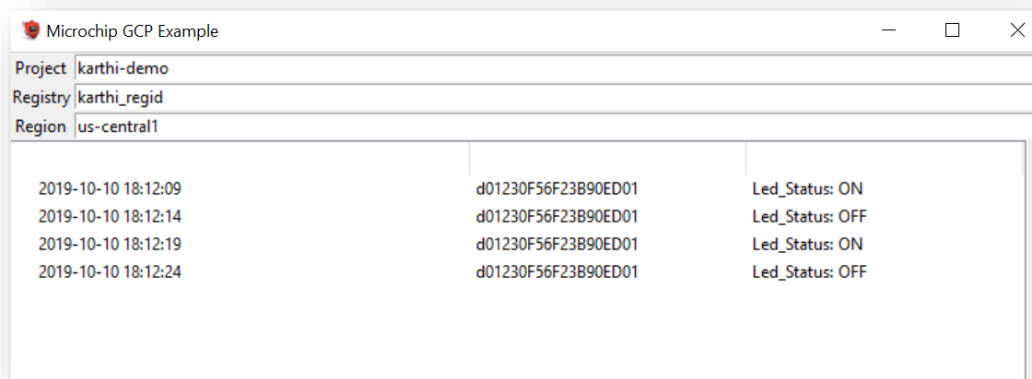 Microchip GCP Example
Project karthi-demo
Registry karthi_regid
Region us-central1
2019-10-10 18:12:09 d01230F56F23B90ED01 Led_Status: ON
2019-10-10 18:12:14 d01230F56F23B90ED01 Led_Status: OFF
2019-10-10 18:12:19 d01230F56F23B90ED01 Led_Status: ON
2019-10-10 18:12:24 d01230F56F23B90ED01 Led_Status: OFF